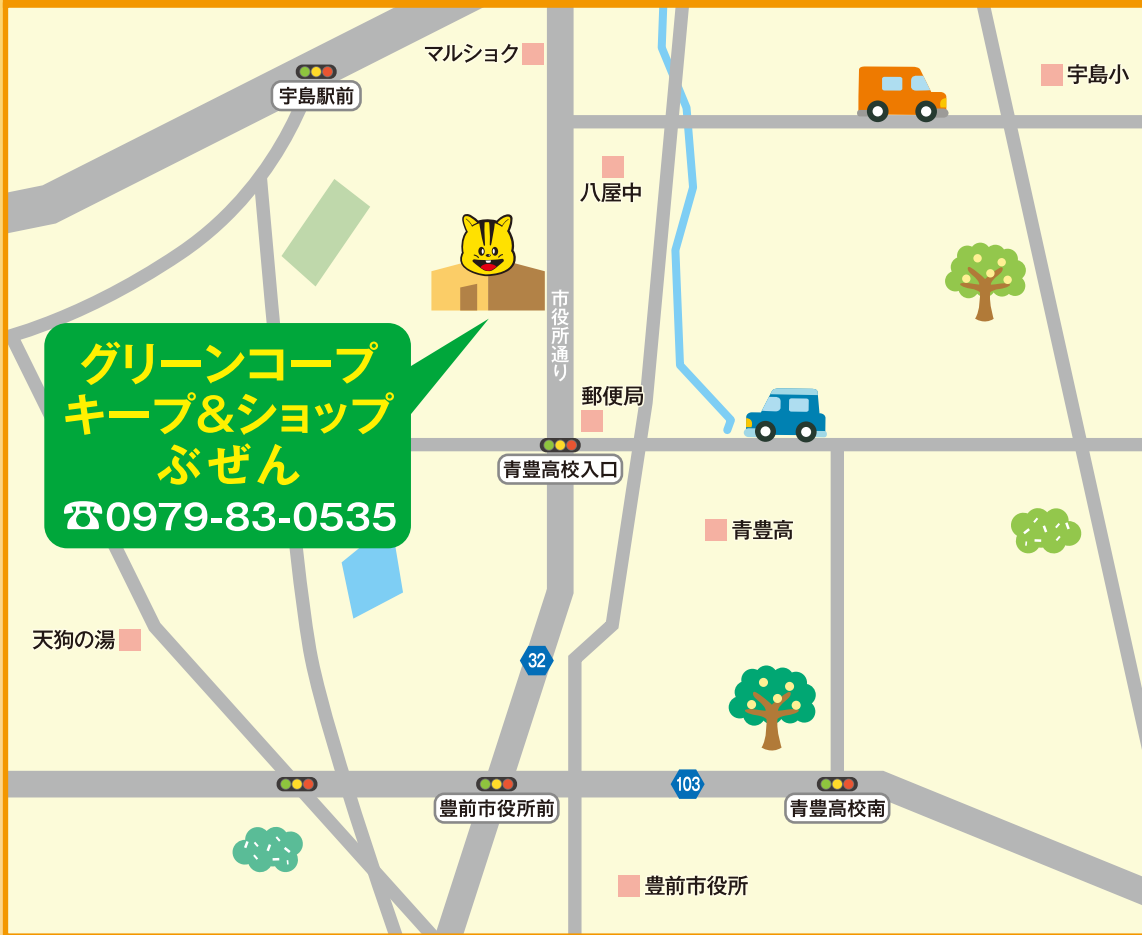 マルショク
宇島小
宇島駅前
八屋中
市役所通り
グリーンコープ
キープ&ショップ
ぶぜん
☎0979-83-0535
郵便局
青豊高校入口
青豊高
天狗の湯
32
103
豊前市役所前
青豊高校南
豊前市役所